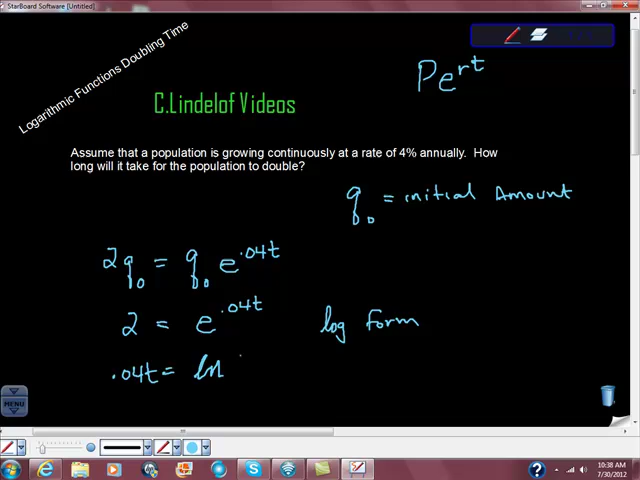 StarBoard Software [Untitled]
Logarithmic Functions Doubling Time
Pe^rt
C.Lindelof Videos
Assume that a population is growing continuously at a rate of 4% annually. How
long will it take for the population to double?
q₀ = initial Amount
2q₀ = q₀ e^.04t
2 = e^.04t
log form
.04t = ln
MENU
10:38 AM
7/30/2012